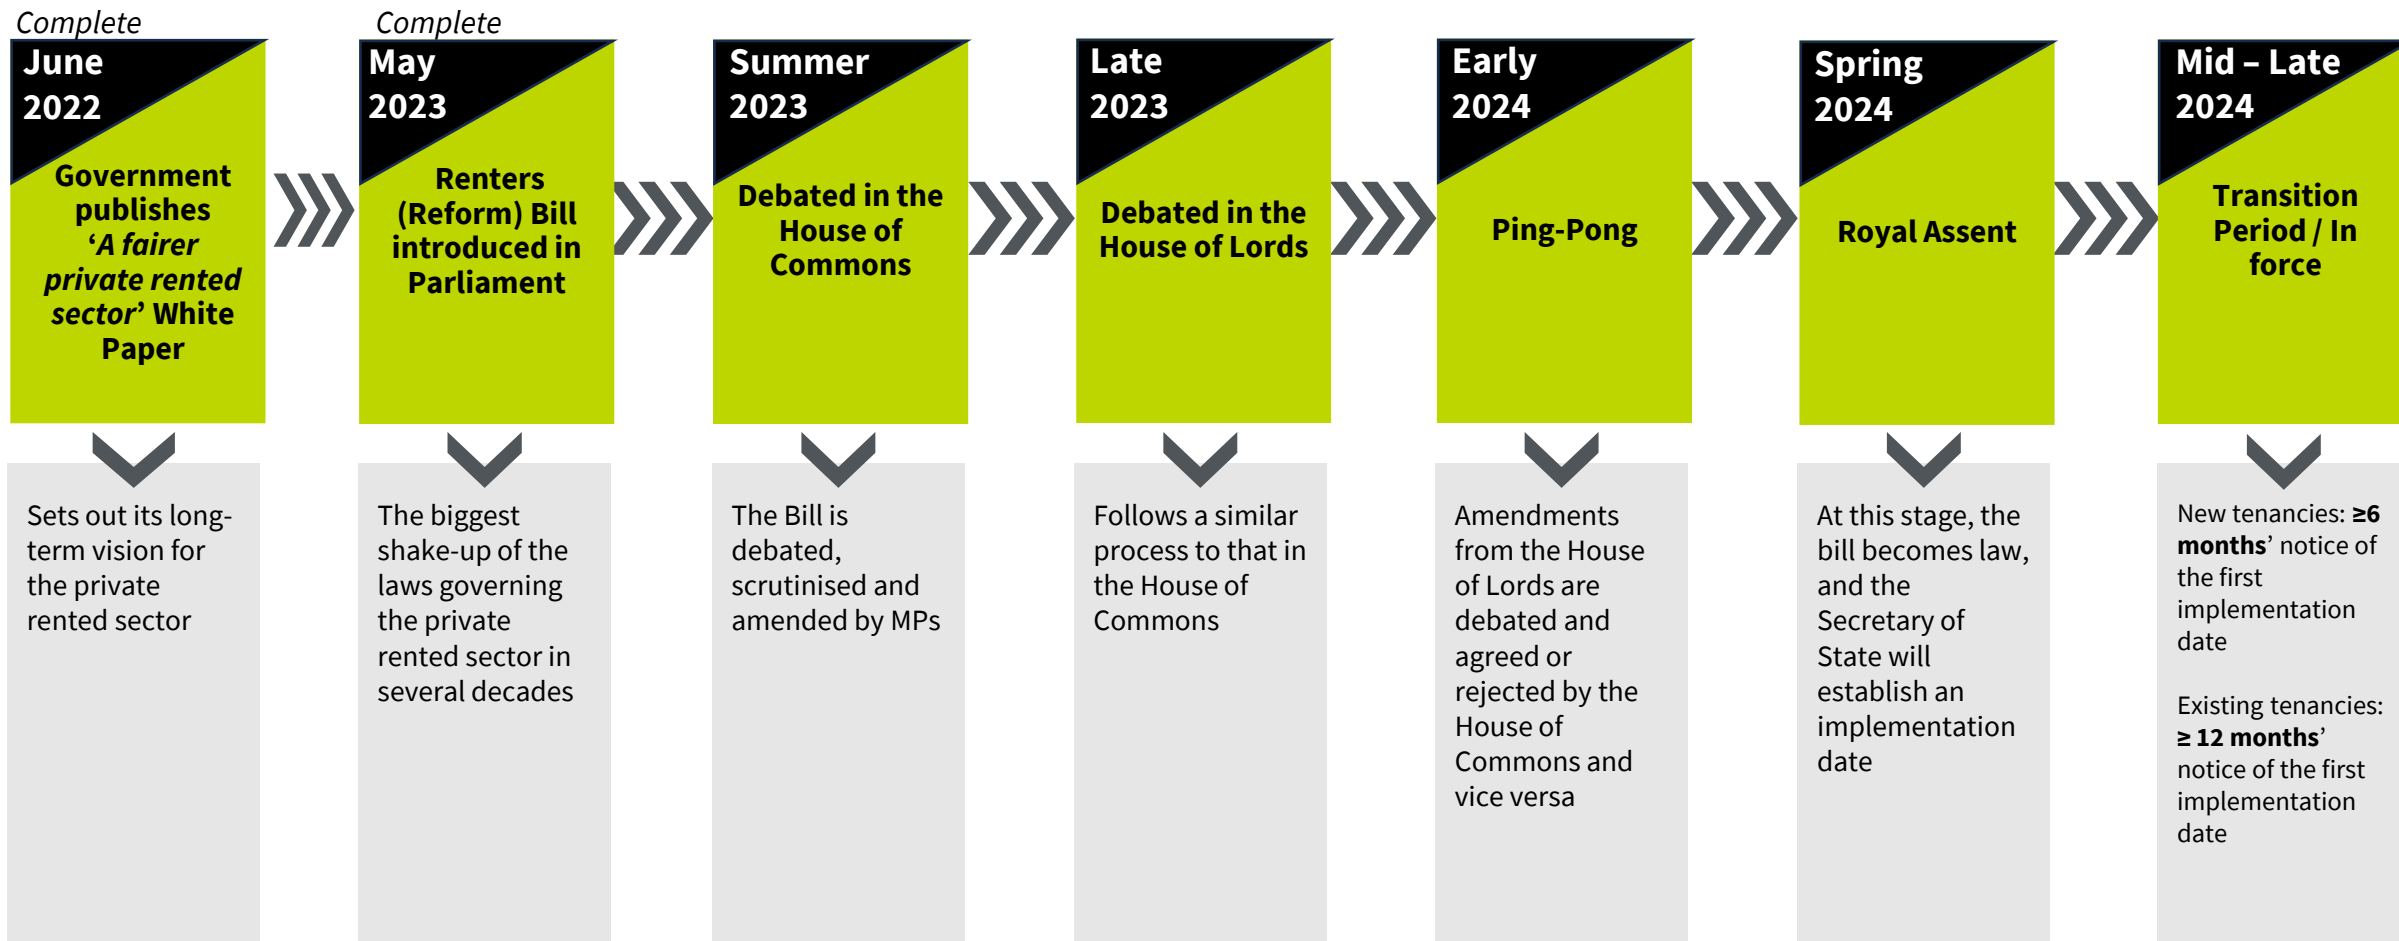 Complete
June
2022
Government
publishes
‘A fairer
private rented
sector’ White
Paper
Sets out its long-
term vision for
the private
rented sector
Complete
May
2023
Renters
(Reform) Bill
introduced in
Parliament
The biggest
shake-up of the
laws governing
the private
rented sector in
several decades
Summer
2023
Debated in the
House of
Commons
The Bill is
debated,
scrutinised and
amended by MPs
Late
2023
Debated in the
House of Lords
Follows a similar
process to that in
the House of
Commons
Early
2024
Ping-Pong
Amendments
from the House
of Lords are
debated and
agreed or
rejected by the
House of
Commons and
vice versa
Spring
2024
Royal Assent
At this stage, the
bill becomes law,
and the
Secretary of
State will
establish an
implementation
date
Mid – Late
2024
Transition
Period / In
force
New tenancies: ≥6
months’ notice of
the first
implementation
date
Existing tenancies:
≥ 12 months’
notice of the first
implementation
date